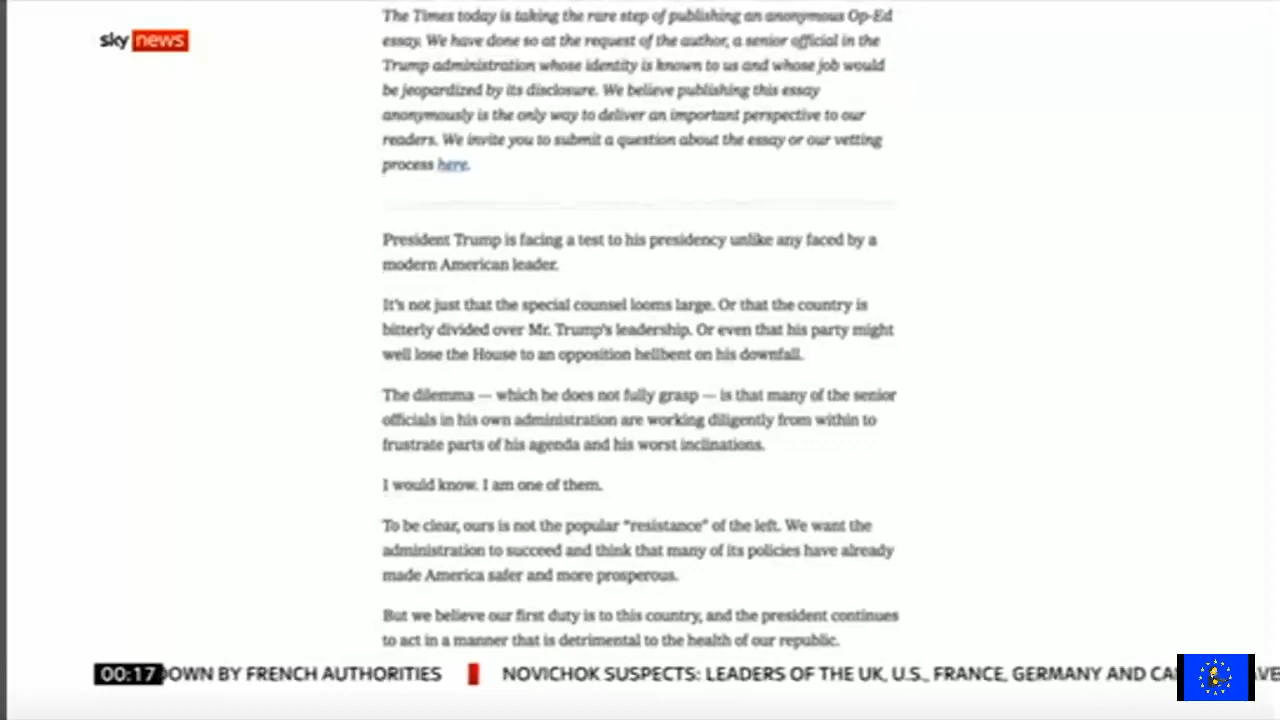 The Times today is taking the rare step of publishing an anonymous Op-Ed
essay. We have done so at the request of the author, a senior official in the
Trump administration whose identity is known to us and whose job would
be jeopardized by its disclosure. We believe publishing this essay
anonymously is the only way to deliver an important perspective to our
readers. We invite you to submit a question about the essay or our vetting
process here.
sky news
President Trump is facing a test to his presidency unlike any faced by a
modern American leader.
It's not just that the special counsel looms large. Or that the country is
bitterly divided over Mr. Trump's leadership. Or even that his party might
well lose the House to an opposition hellbent on his downfall.
The dilemma — which he does not fully grasp — is that many of the senior
officials in his own administration are working diligently from within to
frustrate parts of his agenda and his worst inclinations.
I would know. I am one of them.
To be clear, ours is not the popular "resistance" of the left. We want the
administration to succeed and think that many of its policies have already
made America safer and more prosperous.
But we believe our first duty is to this country, and the president continues
to act in a manner that is detrimental to the health of our republic.
00:17 OWN BY FRENCH AUTHORITIES NOVICHOK SUSPECTS: LEADERS OF THE UK, U.S., FRANCE, GERMANY AND